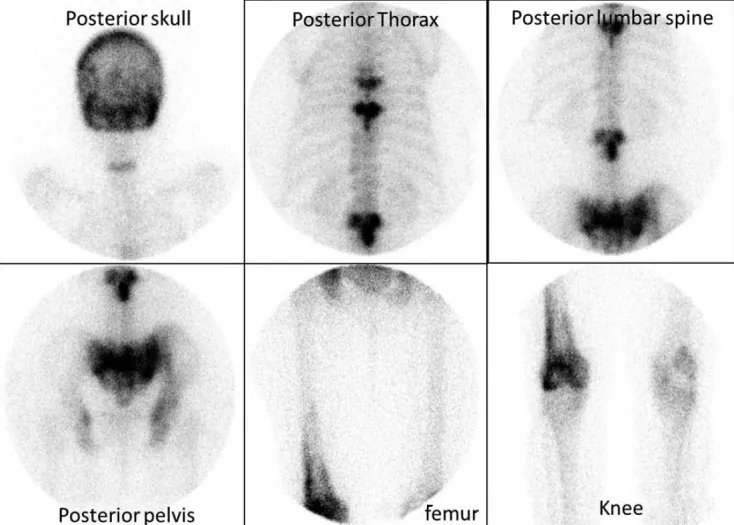 Posterior skull
Posterior Thorax
Posterior lumbar spine
Posterior pelvis
femur
Knee